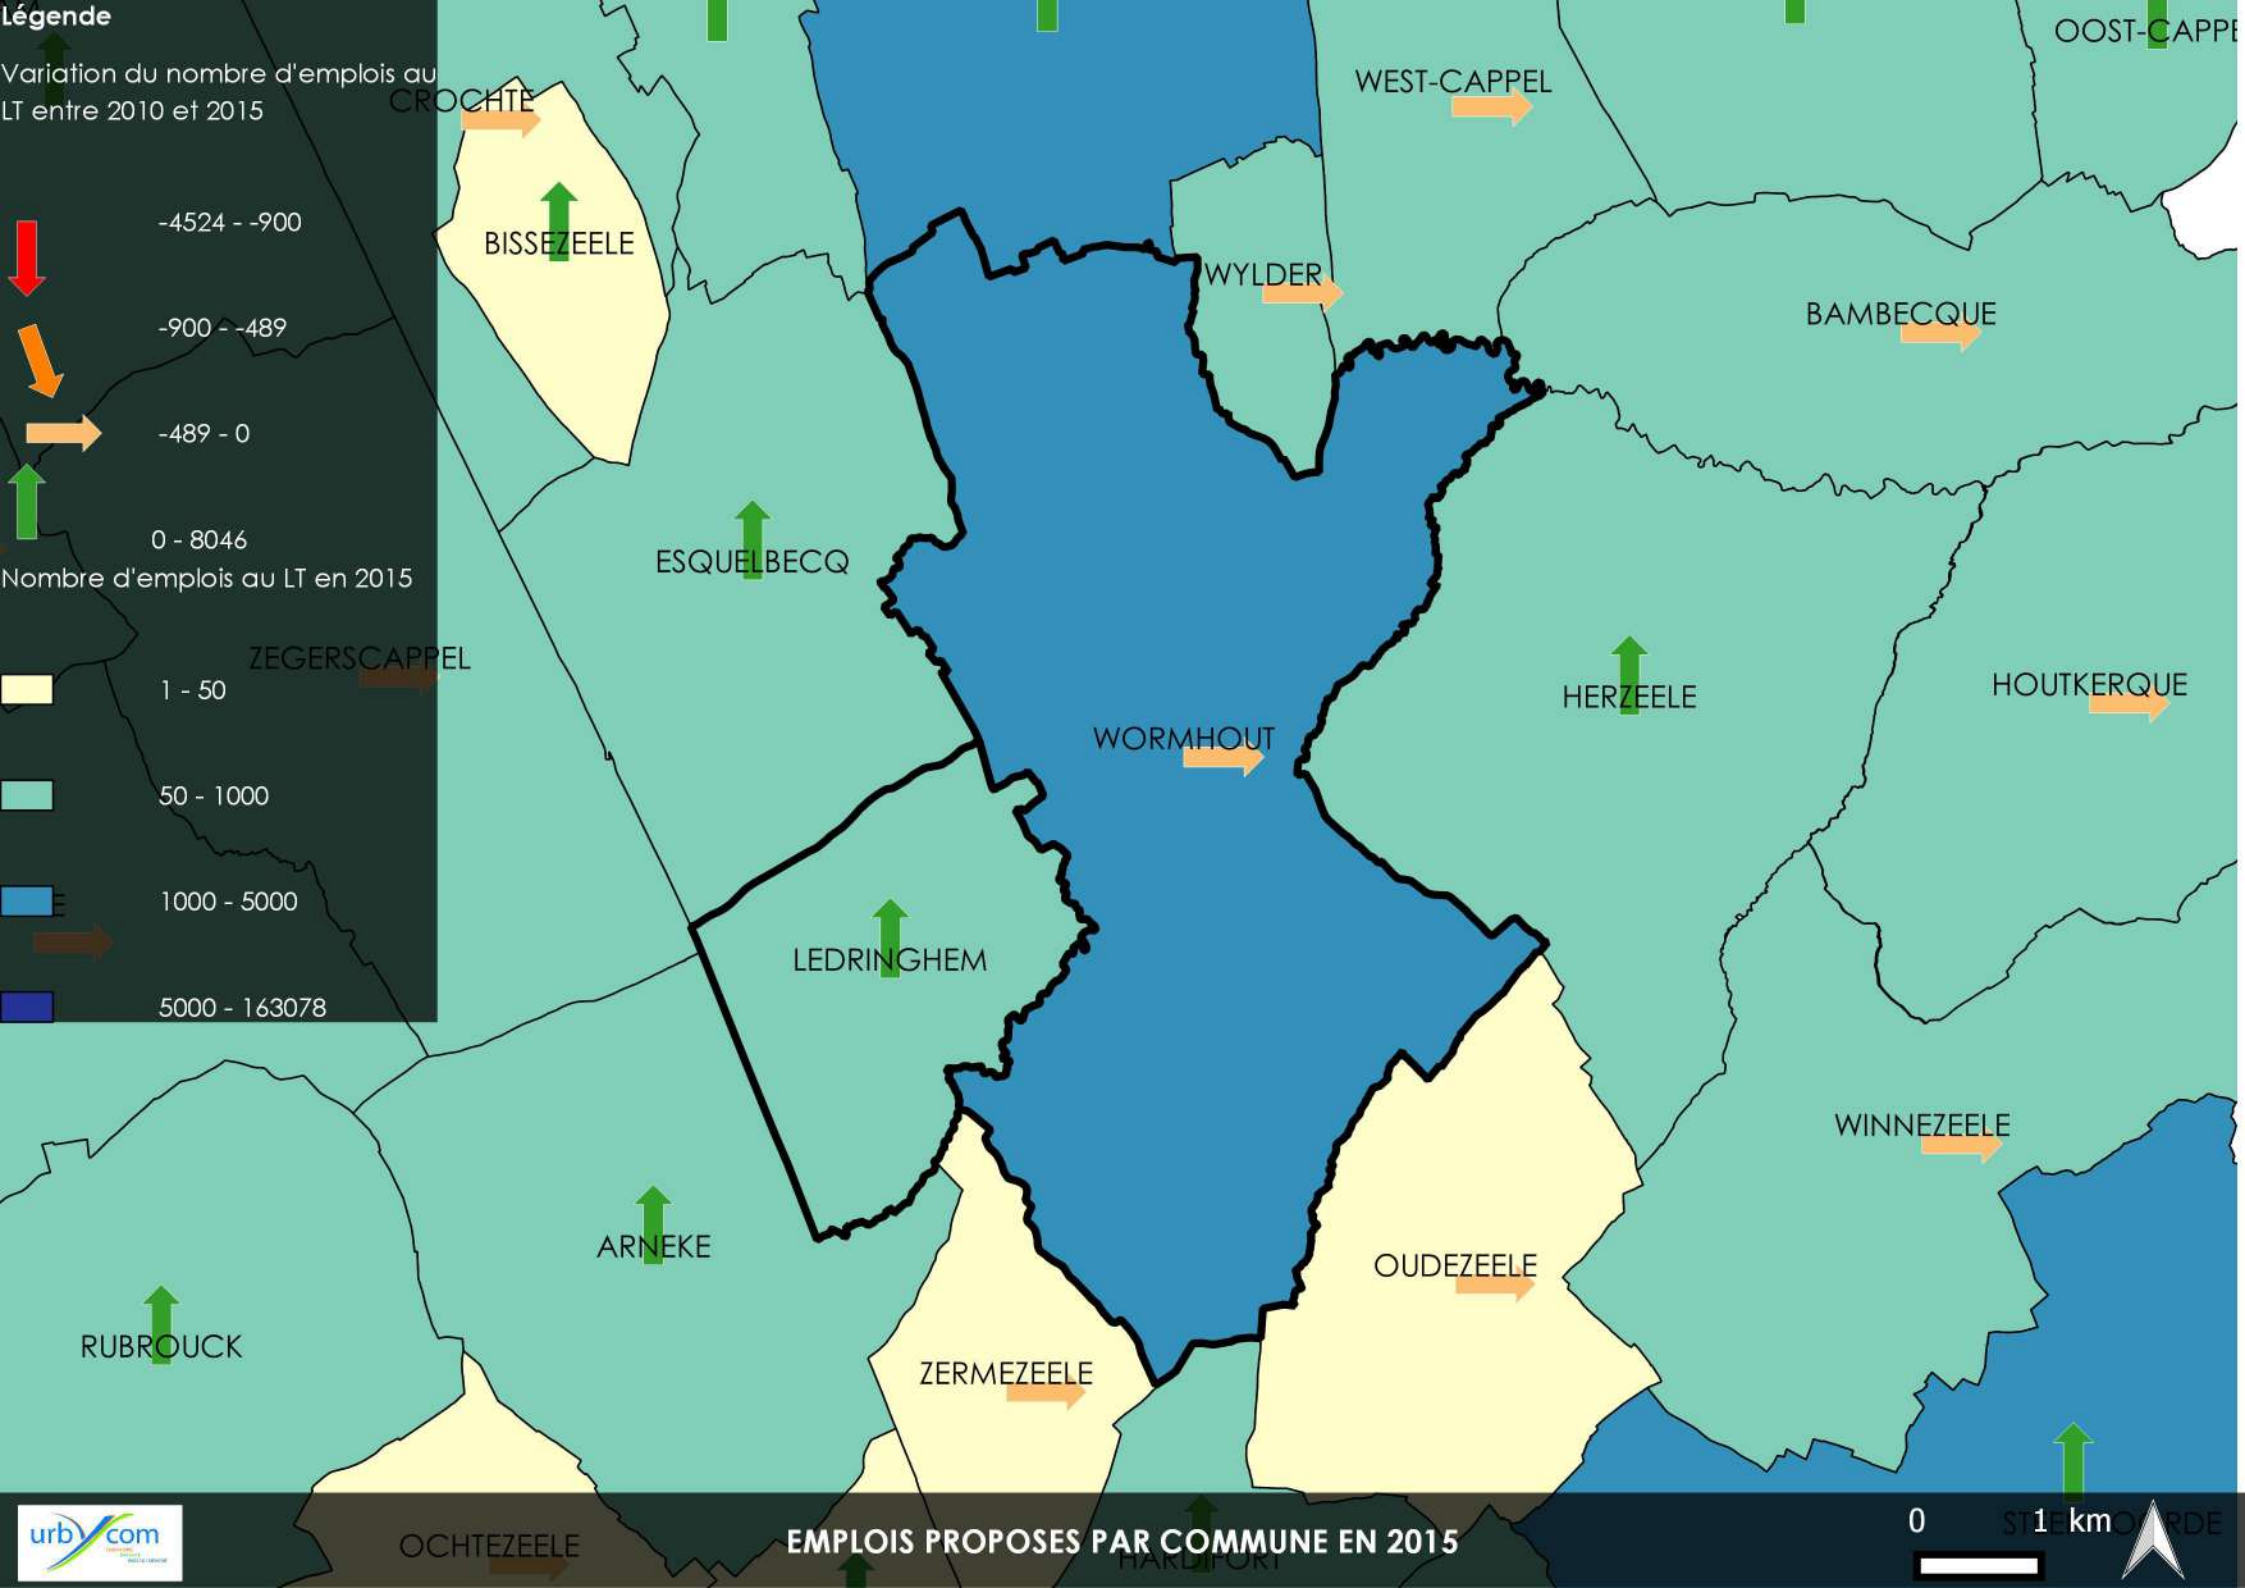 Légende
Variation du nombre d'emplois au
LT entre 2010 et 2015
-4524 - -900
-900 - -489
-489 - 0
0 - 8046
Nombre d'emplois au LT en 2015
1 - 50
50 - 1000
1000 - 5000
5000 - 163078
OOST-CAPPE
WEST-CAPPEL
CROCHTE
BISSEZEELE
WYLDER
BAMBECQUE
ESQUELBECQ
ZEGERSCAPPEL
HERZEELE
HOUTKERQUE
WORMHOUT
LEDRINGHEM
WINNEZEELE
ARNEKE
OUDEZEELE
RUBROUCK
ZERMEZEELE
urbycom
OCHTEZEELE
EMPLOIS PROPOSES PAR COMMUNE EN 2015
HARDIFORT
0 1 km
STEENVOORDE